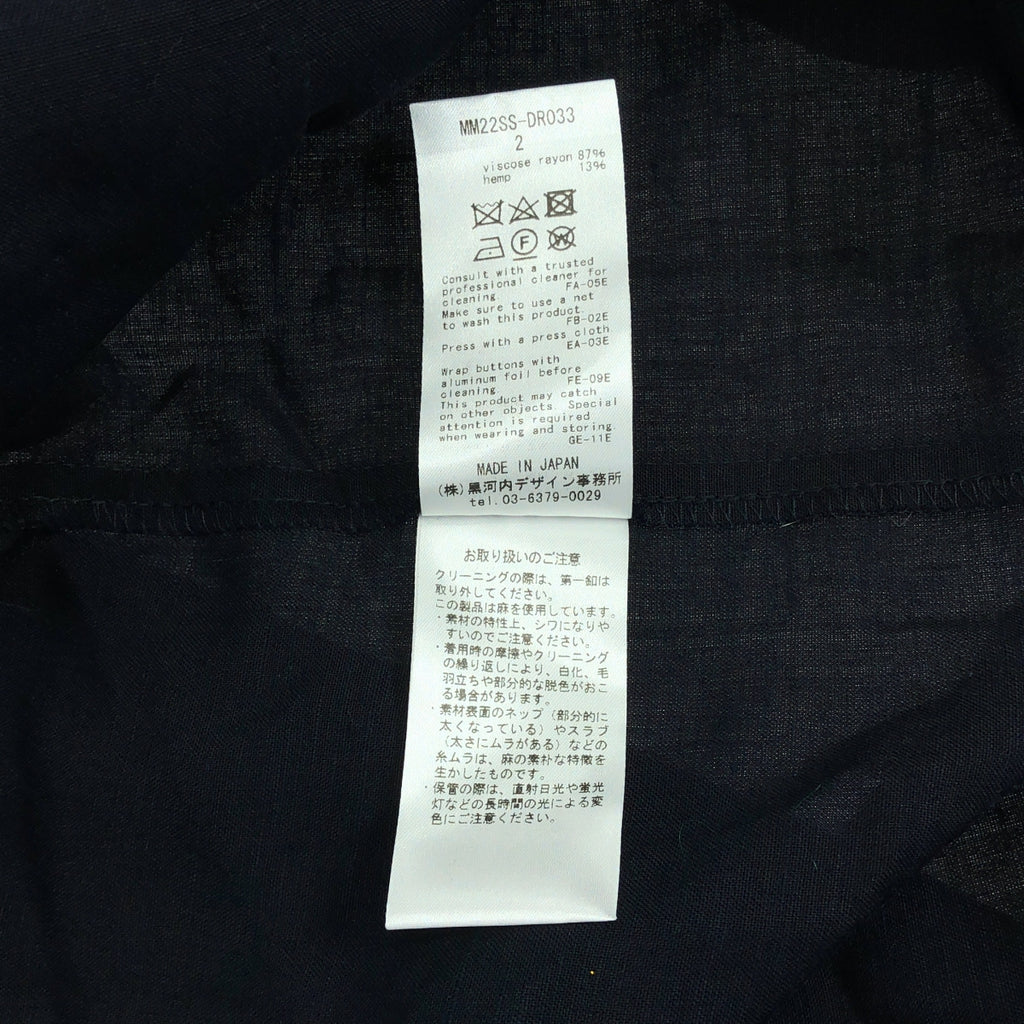 MM22SS-DR033
2
viscose rayon 87%
hemp 13%
F
W
Consult with a trusted
professional cleaner for
cleaning. FA-05E
Make sure to use a net
to wash this product.
FB-02E
Press with a press cloth.
EA-03E
Wrap buttons with
aluminum foil before
cleaning. FE-09E
This product may catch
on other objects. Special
attention is required
when wearing and storing.
GE-11E
MADE IN JAPAN
(株)黒河内デザイン事務所
tel.03-6379-0029
お取り扱いのご注意
クリーニングの際は、第一釦は
取り外してください。
この製品は麻を使用しています。
・素材の特性上、シワになりや
すいのでご注意ください。
・着用時の摩擦やクリーニング
の繰り返しにより、白化、毛
羽立ちや部分的な脱色がおこ
る場合があります。
・素材表面のネップ(部分的に
太くなっている)やスラブ
(太さにムラがある)などの
糸ムラは、麻の素朴な特徴を
生かしたものです。
・保管の際は、直射日光や蛍光
灯などの長時間の光による変
色にご注意ください。